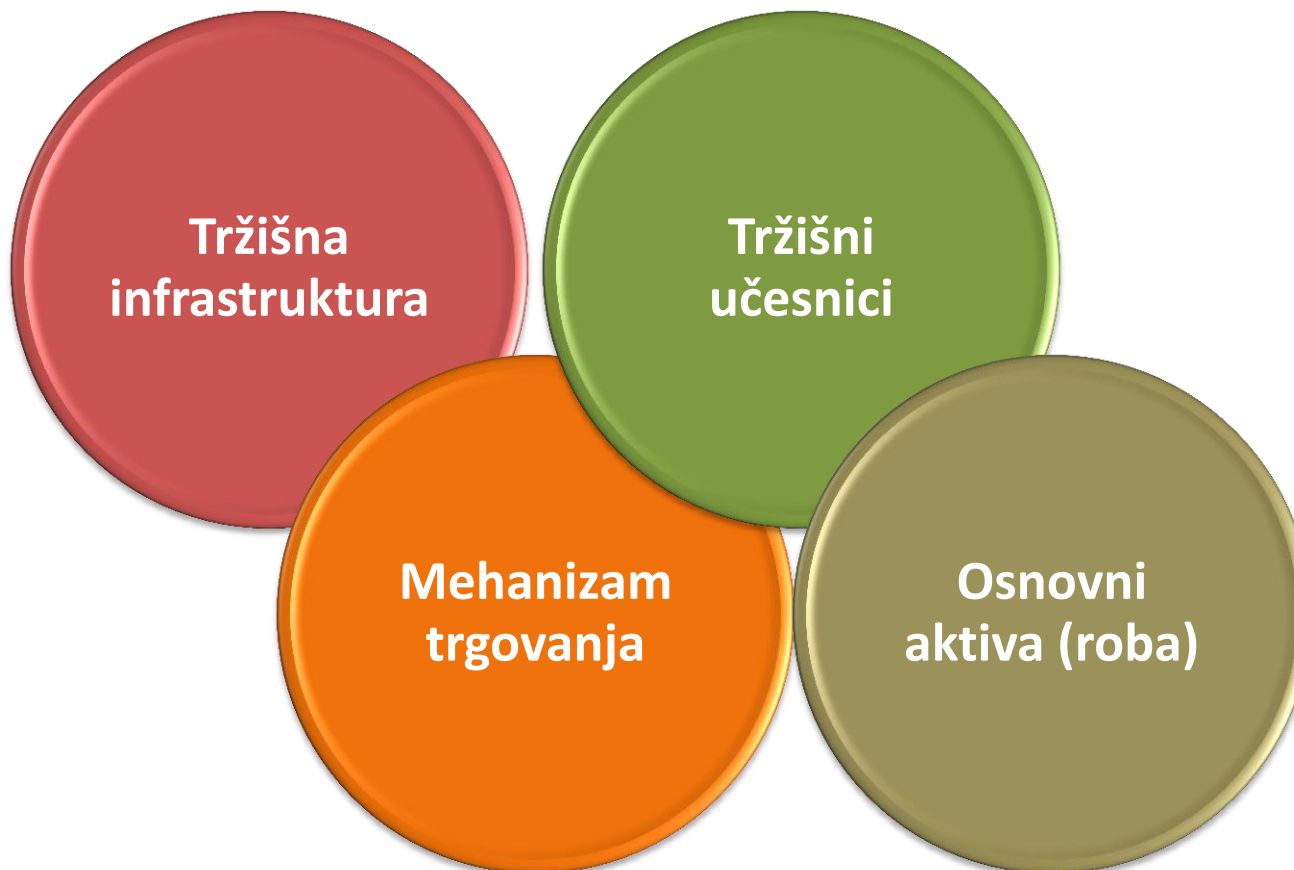 Tržišna
infrastruktura
Tržišni
učesnici
Mehanizam
trgovanja
Osnovni
aktiva (roba)